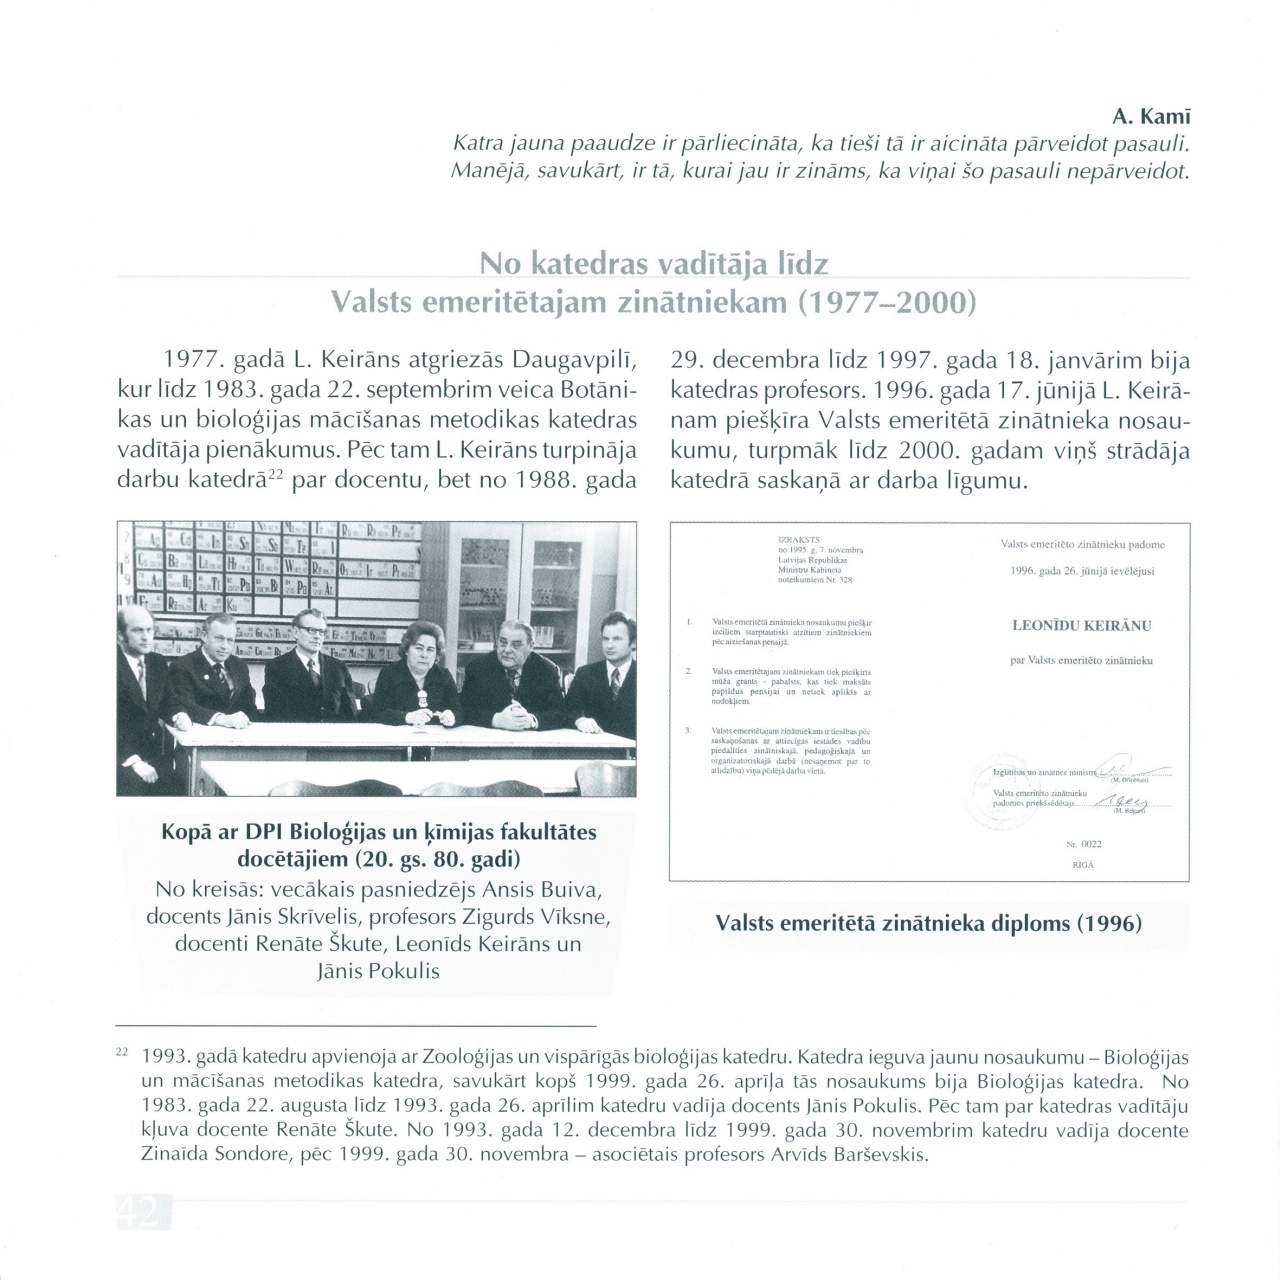 A. Kamī
Katra jauna paaudze ir pārliecināta, ka tieši tā ir aicināta pārveidot pasauli.
Manējā, savukārt, ir tā, kurai jau ir zināms, ka viņai šo pasauli nepārveidot.
No katedras vadītāja līdz
Valsts emeritētajam zinātniekam (1977–2000)
1977. gadā L. Keirāns atgriezās Daugavpilī,
kur līdz 1983. gada 22. septembrim veica Botāni-
kas un bioloģijas mācīšanas metodikas katedras
vadītāja pienākumus. Pēc tam L. Keirāns turpināja
darbu katedrā²² par docentu, bet no 1988. gada
29. decembra līdz 1997. gada 18. janvārim bija
katedras profesors. 1996. gada 17. jūnijā L. Keirā-
nam piešķīra Valsts emeritētā zinātnieka nosau-
kumu, turpmāk līdz 2000. gadam viņš strādāja
katedrā saskaņā ar darba līgumu.
Kopā ar DPI Bioloģijas un ķīmijas fakultātes
docētājiem (20. gs. 80. gadi)
No kreisās: vecākais pasniedzējs Ansis Buiva,
docents Jānis Skrīvelis, profesors Zigurds Vīksne,
docenti Renāte Škute, Leonīds Keirāns un
Jānis Pokulis
IZRAKSTS
no 1995. g. 7. novembra
Latvijas Republikas
Ministru Kabineta
noteikumiem Nr. 328
1. Valsts emeritētā zinātnieka nosaukumu piešķir
izciliem starptautiski atzītiem zinātniekiem
pēc aiziešanas pensijā.
2. Valsts emeritētajam zinātniekam tiek piešķirts
mūža grants - pabalsts, kas tiek maksāts
papildus pensijai un netiek aplikts ar
nodokļiem.
3. Valsts emeritētajam zinātniekam ir tiesības pēc
saskaņošanas ar attiecīgas iestādes vadību
piedalīties zinātniskajā, pedagoģiskajā un
organizatoriskajā darbā (nesaņemot par to
atlīdzību) viņa pēdējā darba vietā.
Valsts emeritēto zinātnieku padome
1996. gada 26. jūnijā ievēlējusi
LEONĪDU KEIRĀNU
par Valsts emeritēto zinātnieku
Izglītības un zinātnes ministrs
(M. Grīnblats)
Valsts emeritēto zinātnieku
padomes priekšsēdētājs
(M. Beķers)
Nr. 0022
RĪGĀ
Valsts emeritētā zinātnieka diploms (1996)
²² 1993. gadā katedru apvienoja ar Zooloģijas un vispārīgās bioloģijas katedru. Katedra ieguva jaunu nosaukumu – Bioloģijas
un mācīšanas metodikas katedra, savukārt kopš 1999. gada 26. aprīļa tās nosaukums bija Bioloģijas katedra. No
1983. gada 22. augusta līdz 1993. gada 26. aprīlim katedru vadīja docents Jānis Pokulis. Pēc tam par katedras vadītāju
kļuva docente Renāte Škute. No 1993. gada 12. decembra līdz 1999. gada 30. novembrim katedru vadīja docente
Zinaīda Sondore, pēc 1999. gada 30. novembra – asociētais profesors Arvīds Barševskis.
42